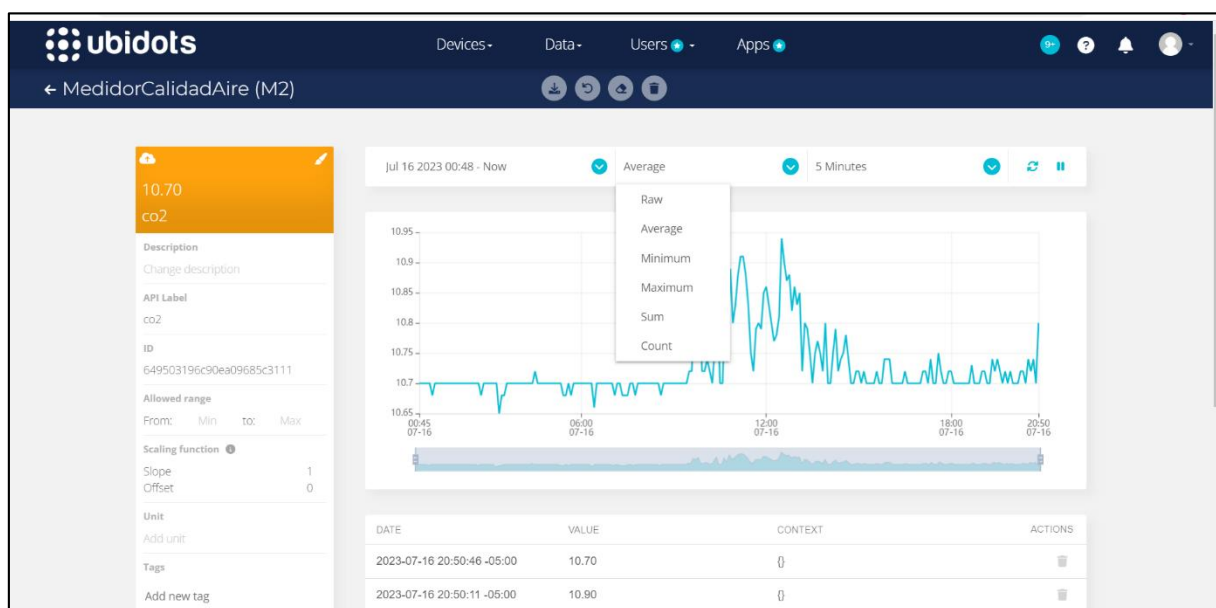 ubidots
Devices
Data
Users
Apps
9+
?
← MedidorCalidadAire (M2)
10.70
co2
Description
Change description
API Label
co2
ID
649503196c90ea09685c3111
Allowed range
From: Min to: Max
Scaling function
Slope 1
Offset 0
Unit
Add unit
Tags
Add new tag
Jul 16 2023 00:48 - Now
Average
5 Minutes
Raw
Average
Minimum
Maximum
Sum
Count
10.95
10.9
10.85
10.8
10.75
10.7
10.65
00:45 06:00 12:00 18:00 20:50
07-16 07-16 07-16 07-16 07-16
DATE VALUE CONTEXT ACTIONS
2023-07-16 20:50:46 -05:00 10.70 {}
2023-07-16 20:50:11 -05:00 10.90 {}